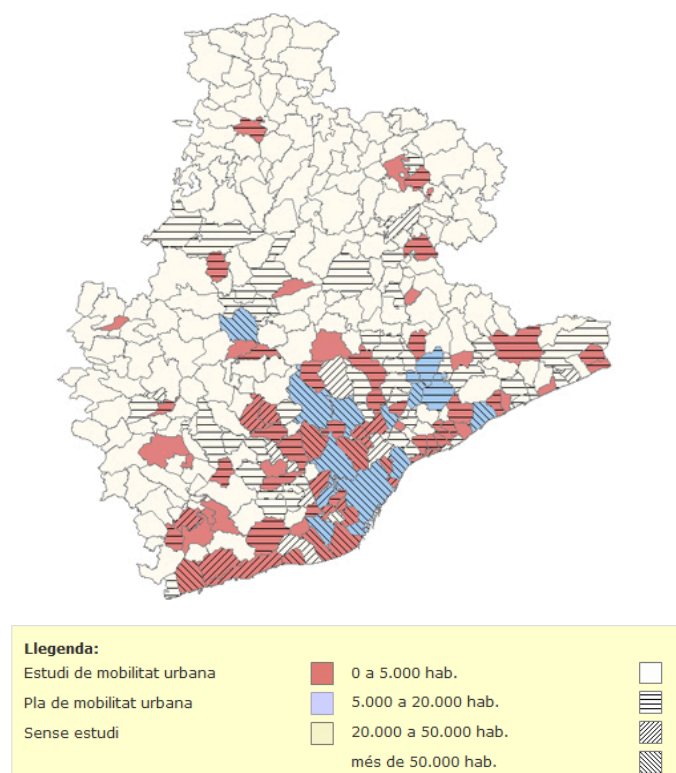 Llegenda:
Estudi de mobilitat urbana
0 a 5.000 hab.
Pla de mobilitat urbana
5.000 a 20.000 hab.
Sense estudi
20.000 a 50.000 hab.
més de 50.000 hab.